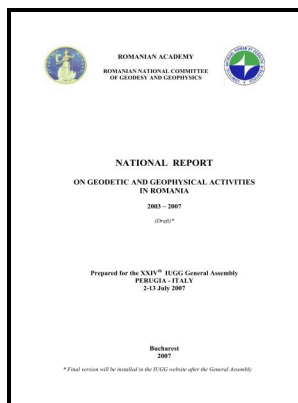 ROMANIAN ACADEMY
ROMANIAN NATIONAL COMMITTEE
OF GEODESY AND GEOPHYSICS
NATIONAL REPORT
ON GEODETIC AND GEOPHYSICAL ACTIVITIES
IN ROMANIA
2003 – 2007
(Draft)*
Prepared for the XXIVth IUGG General Assembly
PERUGIA - ITALY
2-13 July 2007
Bucharest
2007
* Final version will be installed in the IUGG website after the General Assembly